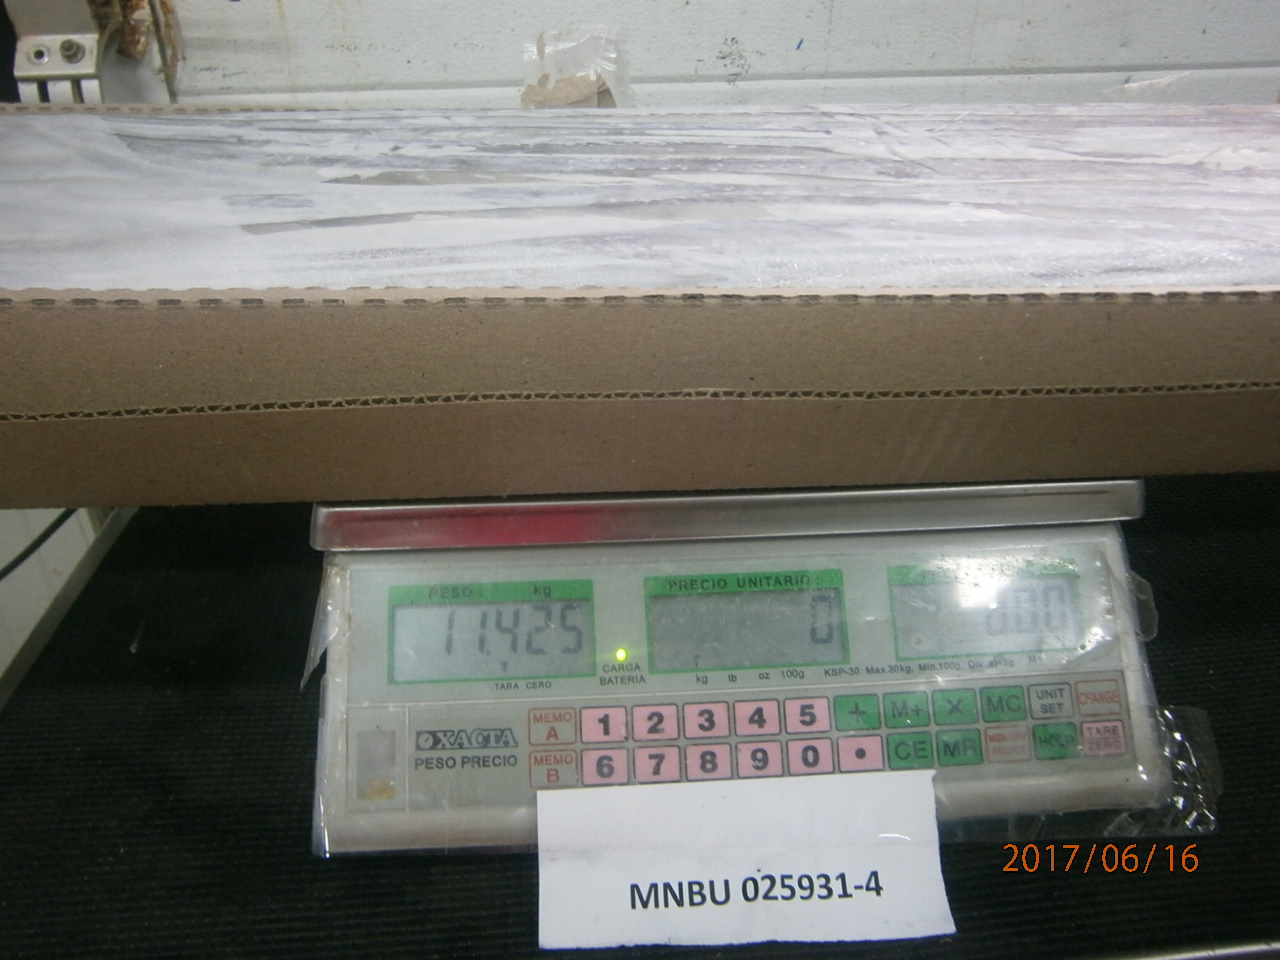 PESO: kg
11.425
TARA CERO
CARGA
BATERIA
PRECIO UNITARIO:
0
kg lb oz 100g
0.00
KSP-30 Max.30kg. Min.100g.
MEMO
A
1 2 3 4 5 + M+ X MC UNIT
SET
CHANGE
MEMO
B
6 7 8 9 0 • CE MR HOLD TARE
ZERO
EXACTA
PESO PRECIO
MNBU 025931-4
2017/06/16